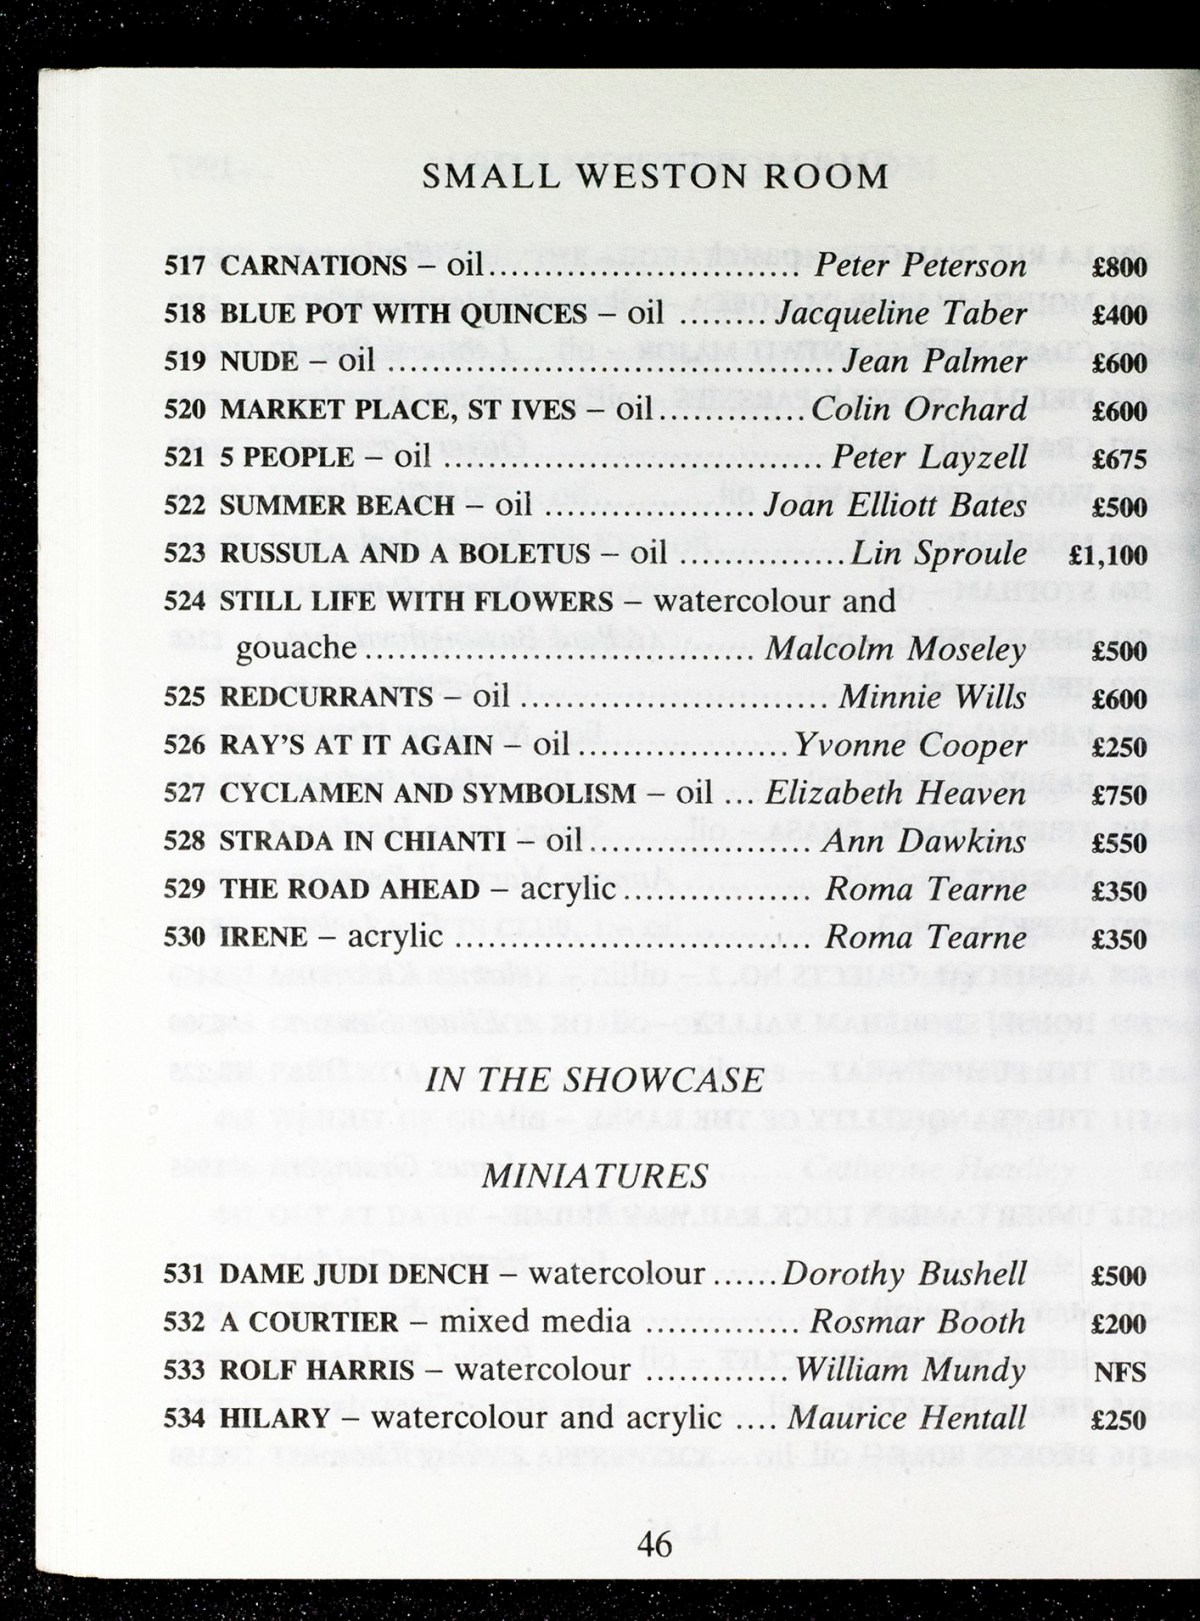 SMALL WESTON ROOM
517 CARNATIONS – oil.............................. Peter Peterson £800
518 BLUE POT WITH QUINCES – oil ........ Jacqueline Taber £400
519 NUDE – oil ......................................... Jean Palmer £600
520 MARKET PLACE, ST IVES – oil............. Colin Orchard £600
521 5 PEOPLE – oil ................................... Peter Layzell £675
522 SUMMER BEACH – oil ................... Joan Elliott Bates £500
523 RUSSULA AND A BOLETUS – oil ............... Lin Sproule £1,100
524 STILL LIFE WITH FLOWERS – watercolour and
gouache.................................... Malcolm Moseley £500
525 REDCURRANTS – oil ............................ Minnie Wills £600
526 RAY'S AT IT AGAIN – oil................... Yvonne Cooper £250
527 CYCLAMEN AND SYMBOLISM – oil ... Elizabeth Heaven £750
528 STRADA IN CHIANTI – oil.................... Ann Dawkins £550
529 THE ROAD AHEAD – acrylic................. Roma Tearne £350
530 IRENE – acrylic ................................. Roma Tearne £350
IN THE SHOWCASE
MINIATURES
531 DAME JUDI DENCH – watercolour ...... Dorothy Bushell £500
532 A COURTIER – mixed media .............. Rosmar Booth £200
533 ROLF HARRIS – watercolour ............. William Mundy NFS
534 HILARY – watercolour and acrylic .... Maurice Hentall £250
46